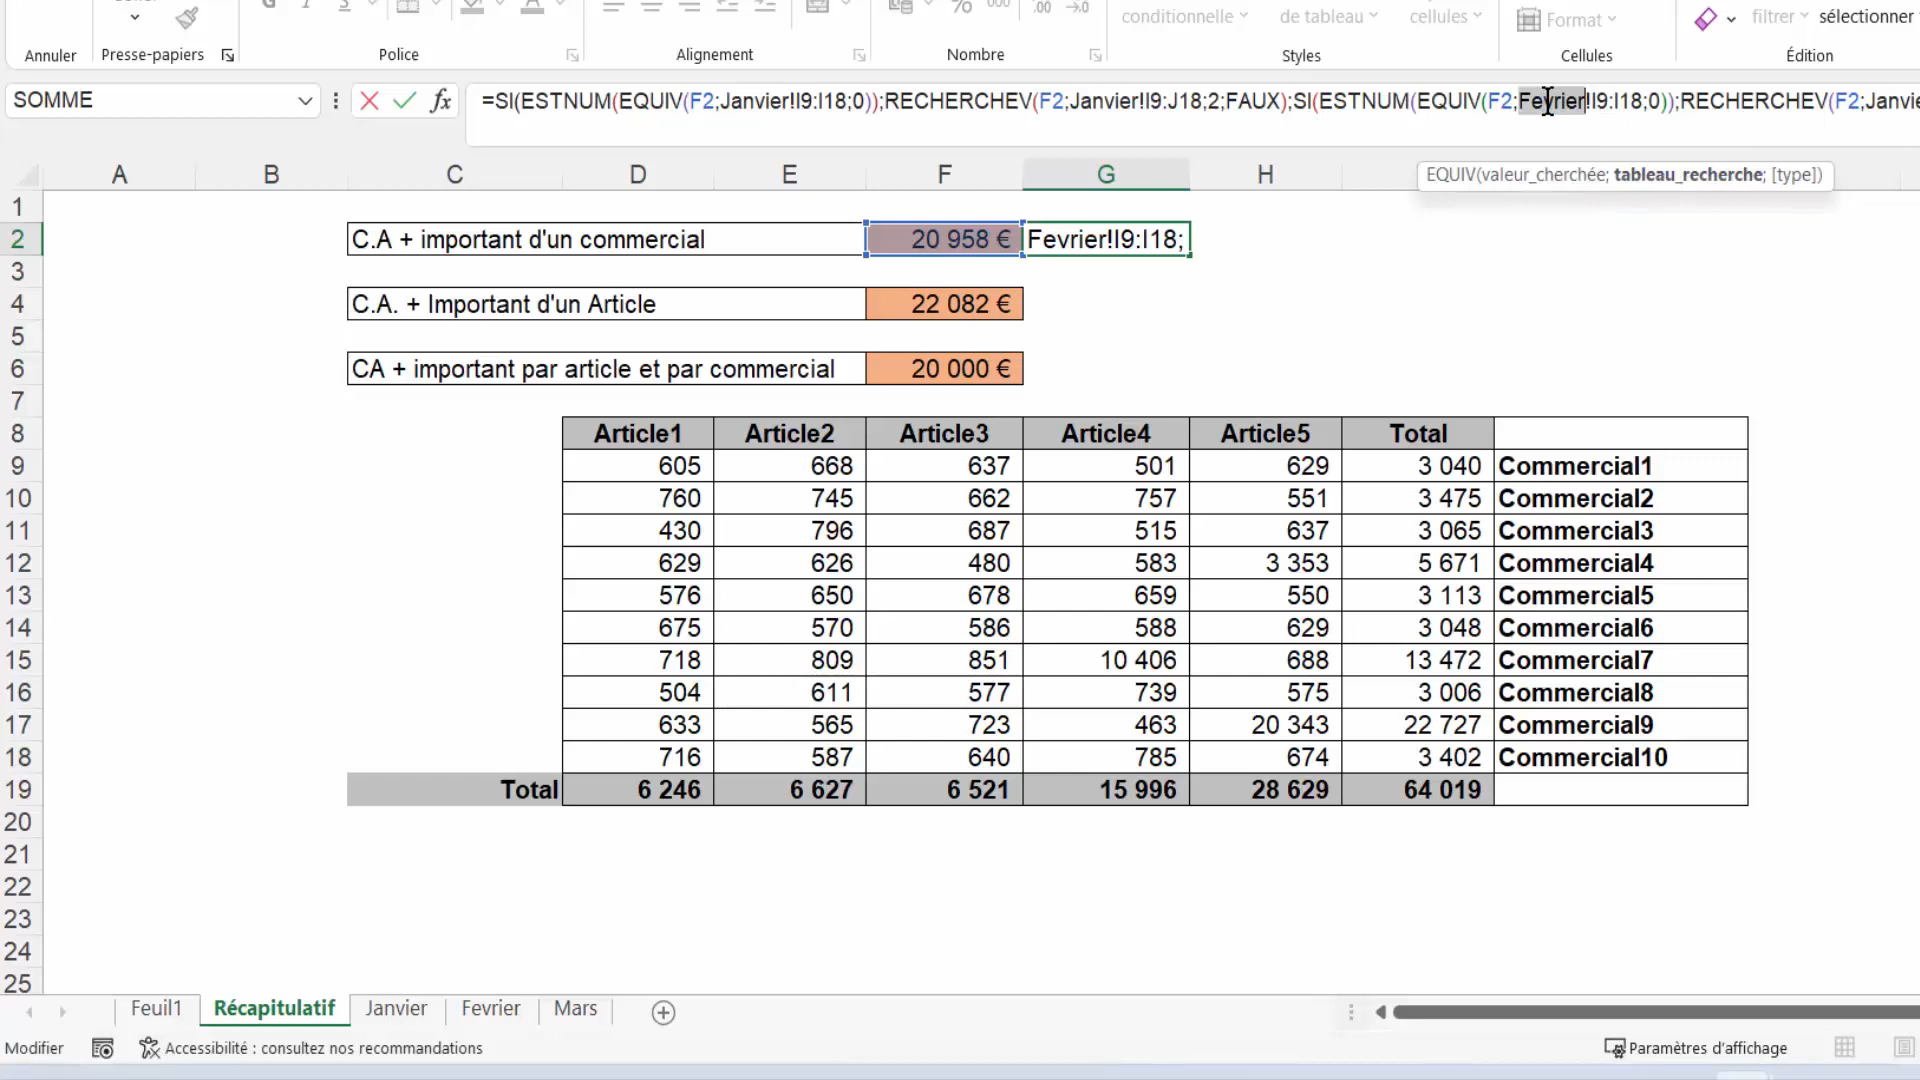 conditionnelle de tableau cellules Format filtrer sélectionner
Annuler Presse-papiers Police Alignement Nombre Styles Cellules Édition
SOMME =SI(ESTNUM(EQUIV(F2;Janvier!I9:I18;0));RECHERCHEV(F2;Janvier!I9:J18;2;FAUX);SI(ESTNUM(EQUIV(F2;Fevrier!I9:I18;0));RECHERCHEV(F2;Janvie
EQUIV(valeur_cherchée; tableau_recherche; [type])
A B C D E F G H
1
2 C.A + important d'un commercial 20 958 € Fevrier!I9:I18;
3
4 C.A. + Important d'un Article 22 082 €
5
6 CA + important par article et par commercial 20 000 €
7
8 Article1 Article2 Article3 Article4 Article5 Total
9 605 668 637 501 629 3 040 Commercial1
10 760 745 662 757 551 3 475 Commercial2
11 430 796 687 515 637 3 065 Commercial3
12 629 626 480 583 3 353 5 671 Commercial4
13 576 650 678 659 550 3 113 Commercial5
14 675 570 586 588 629 3 048 Commercial6
15 718 809 851 10 406 688 13 472 Commercial7
16 504 611 577 739 575 3 006 Commercial8
17 633 565 723 463 20 343 22 727 Commercial9
18 716 587 640 785 674 3 402 Commercial10
19 Total 6 246 6 627 6 521 15 996 28 629 64 019
20
21
22
23
24
25
Feuil1 Récapitulatif Janvier Fevrier Mars
Modifier Accessibilité : consultez nos recommandations Paramètres d'affichage